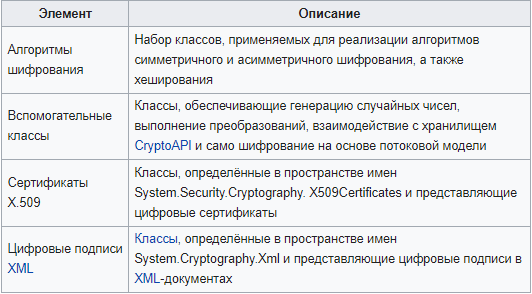 Элемент
Описание
Алгоритмы
шифрования
Набор классов, применяемых для реализации алгоритмов
симметричного и асимметричного шифрования, а также
хеширования
Вспомогательные
классы
Классы, обеспечивающие генерацию случайных чисел,
выполнение преобразований, взаимодействие с хранилищем
CryptoAPI и само шифрование на основе потоковой модели
Сертификаты
X.509
Классы, определённые в пространстве имен
System.Security.Cryptography. X509Certificates и представляющие
цифровые сертификаты
Цифровые подписи
XML
Классы, определённые в пространстве имен
System.Cryptography.Xml и представляющие цифровые подписи в
XML-документах